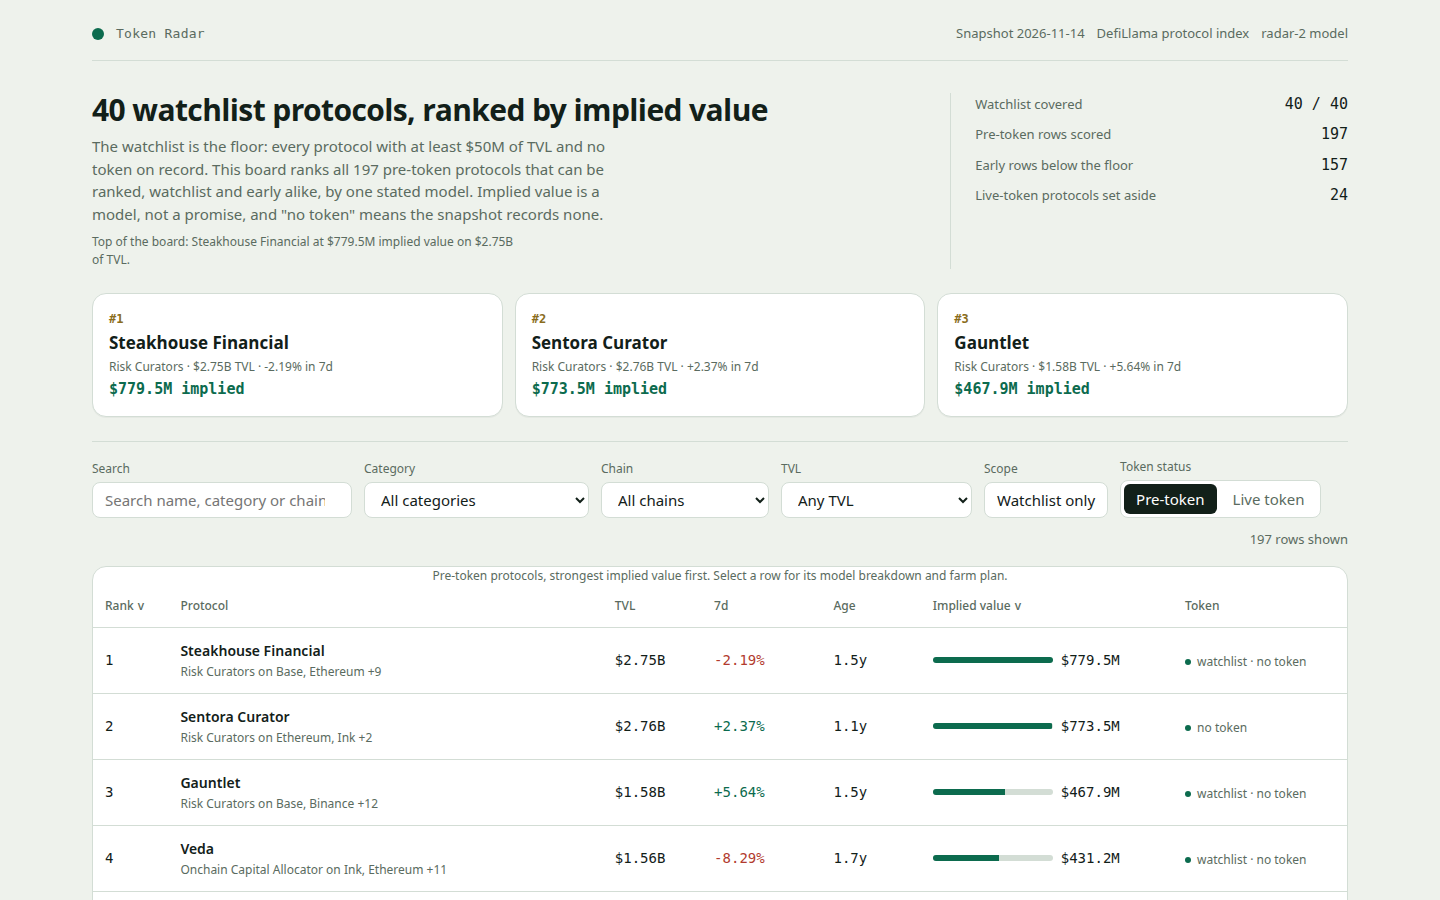 Token Radar
Snapshot 2026-11-14 DefiLlama protocol index radar-2 model
40 watchlist protocols, ranked by implied value
The watchlist is the floor: every protocol with at least $50M of TVL and no
token on record. This board ranks all 197 pre-token protocols that can be
ranked, watchlist and early alike, by one stated model. Implied value is a
model, not a promise, and "no token" means the snapshot records none.
Top of the board: Steakhouse Financial at $779.5M implied value on $2.75B
of TVL.
Watchlist covered 40 / 40
Pre-token rows scored 197
Early rows below the floor 157
Live-token protocols set aside 24
#1
Steakhouse Financial
Risk Curators · $2.75B TVL · -2.19% in 7d
$779.5M implied
#2
Sentora Curator
Risk Curators · $2.76B TVL · +2.37% in 7d
$773.5M implied
#3
Gauntlet
Risk Curators · $1.58B TVL · +5.64% in 7d
$467.9M implied
Search Category Chain TVL Scope Token status
Search name, category or chain All categories All chains Any TVL Watchlist only Pre-token Live token
197 rows shown
Pre-token protocols, strongest implied value first. Select a row for its model breakdown and farm plan.
Rank v Protocol TVL 7d Age Implied value v Token
1 Steakhouse Financial $2.75B -2.19% 1.5y $779.5M watchlist · no token
Risk Curators on Base, Ethereum +9
2 Sentora Curator $2.76B +2.37% 1.1y $773.5M no token
Risk Curators on Ethereum, Ink +2
3 Gauntlet $1.58B +5.64% 1.5y $467.9M watchlist · no token
Risk Curators on Base, Binance +12
4 Veda $1.56B -8.29% 1.7y $431.2M watchlist · no token
Onchain Capital Allocator on Ink, Ethereum +11